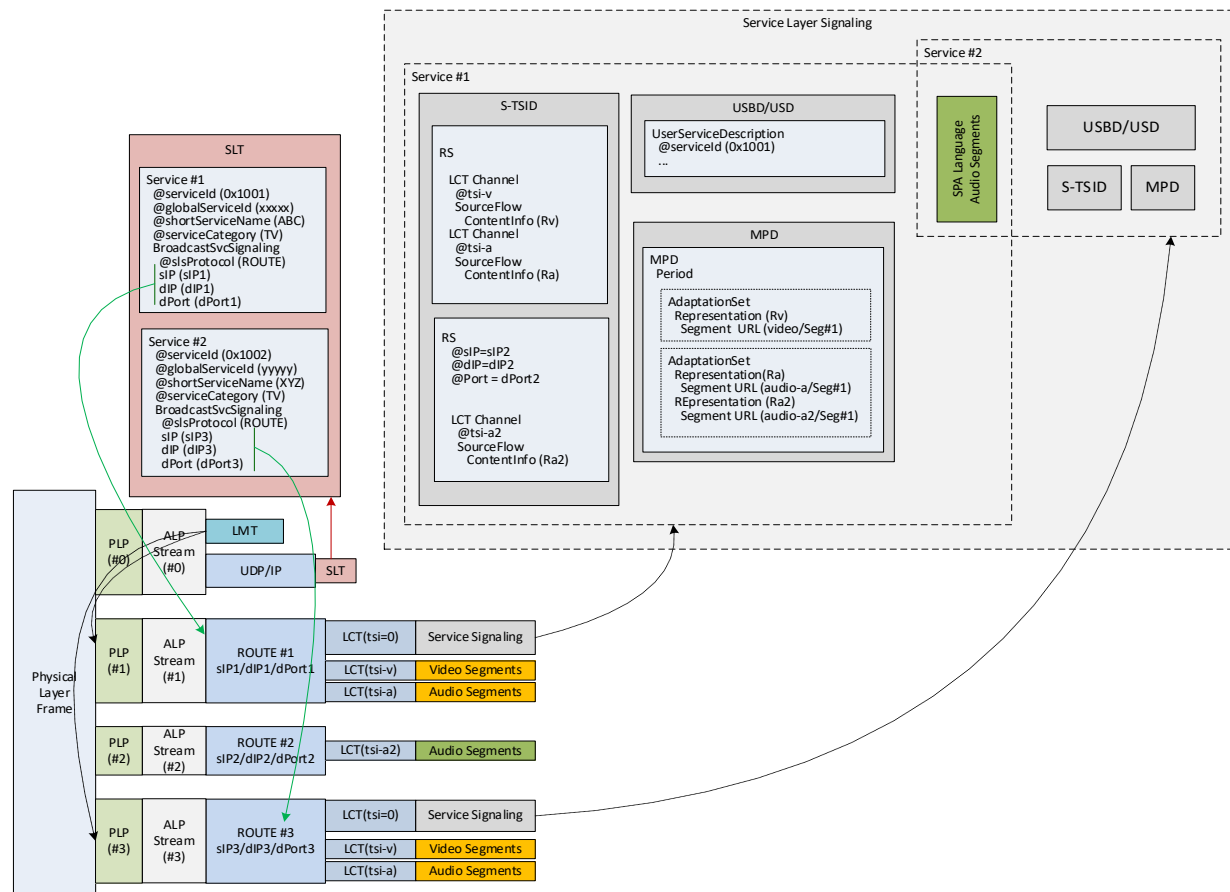 Service Layer Signaling
Service #2
Service #1
S-TSID
RS
LCT Channel
@tsi-v
SourceFlow
ContentInfo (Rv)
LCT Channel
@tsi-a
SourceFlow
ContentInfo (Ra)
RS
@sIP=sIP2
@dIP=dIP2
@Port = dPort2
LCT Channel
@tsi-a2
SourceFlow
ContentInfo (Ra2)
USBD/USD
UserServiceDescription
@serviceId (0x1001)
...
MPD
MPD
Period
AdaptationSet
Representation (Rv)
Segment URL (video/Seg#1)
AdaptationSet
Representation(Ra)
Segment URL (audio-a/Seg#1)
REpresentation (Ra2)
Segment URL (audio-a2/Seg#1)
SPA Language
Audio Segments
USBD/USD
S-TSID
MPD
SLT
Service #1
@serviceId (0x1001)
@globalServiceId (xxxxx)
@shortServiceName (ABC)
@serviceCategory (TV)
BroadcastSvcSignaling
@slsProtocol (ROUTE)
sIP (sIP1)
dIP (dIP1)
dPort (dPort1)
Service #2
@serviceId (0x1002)
@globalServiceId (yyyyy)
@shortServiceName (XYZ)
@serviceCategory (TV)
BroadcastSvcSignaling
@slsProtocol (ROUTE)
sIP (sIP3)
dIP (dIP3)
dPort (dPort3)
Physical
Layer
Frame
PLP
(#0)
ALP
Stream
(#0)
LMT
UDP/IP
SLT
PLP
(#1)
ALP
Stream
(#1)
ROUTE #1
sIP1/dIP1/dPort1
LCT(tsi=0)
Service Signaling
LCT(tsi-v)
Video Segments
LCT(tsi-a)
Audio Segments
PLP
(#2)
ALP
Stream
(#2)
ROUTE #2
sIP2/dIP2/dPort2
LCT(tsi-a2)
Audio Segments
PLP
(#3)
ALP
Stream
(#3)
ROUTE #3
sIP3/dIP3/dPort3
LCT(tsi=0)
Service Signaling
LCT(tsi-v)
Video Segments
LCT(tsi-a)
Audio Segments